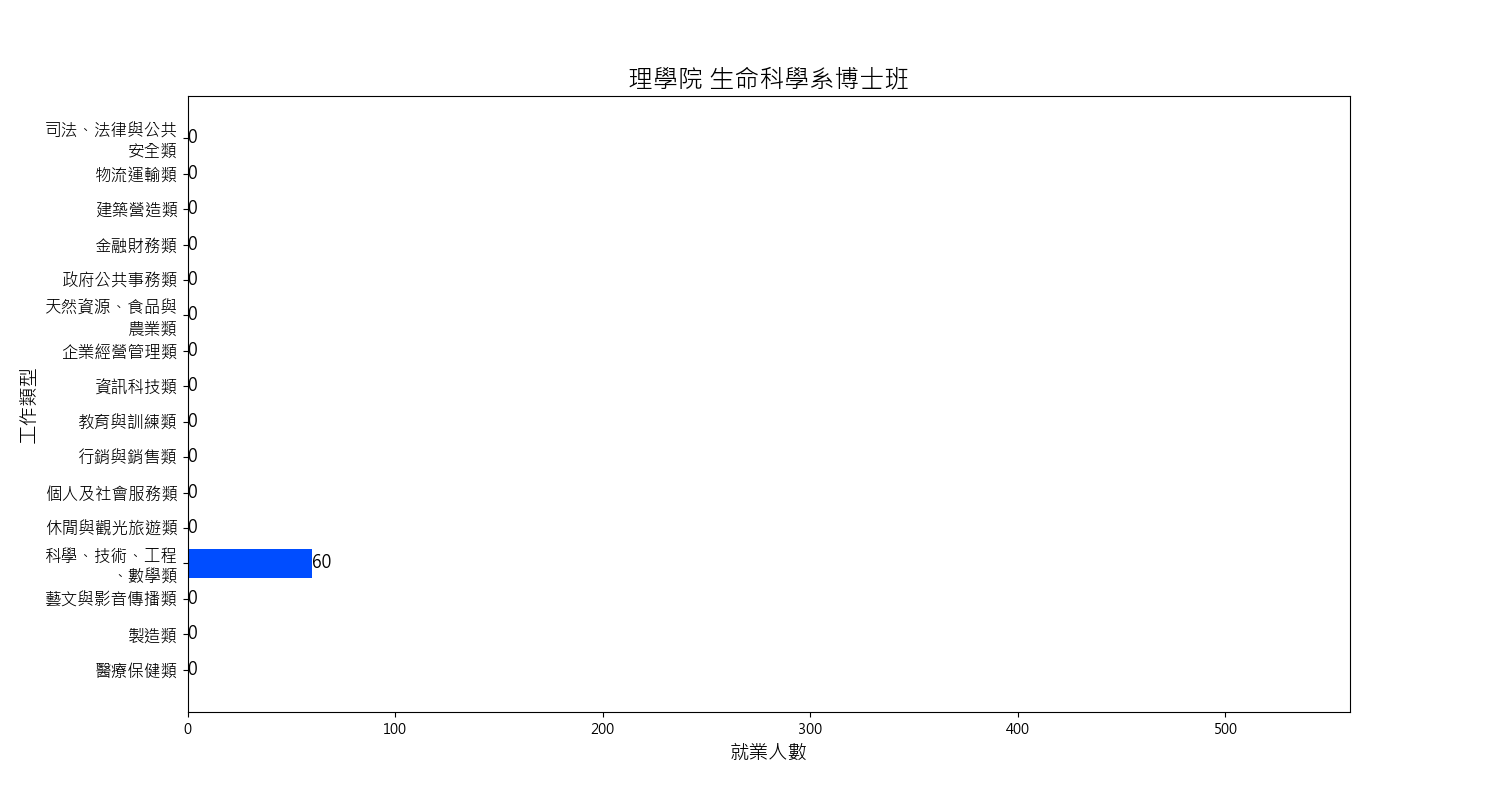 理學院 生命科學系博士班
司法、法律與公共
安全類
0
物流運輸類
0
建築營造類
0
金融財務類
0
政府公共事務類
0
天然資源、食品與
農業類
0
企業經營管理類
0
資訊科技類
0
教育與訓練類
0
行銷與銷售類
0
個人及社會服務類
0
休閒與觀光旅遊類
0
科學、技術、工程
、數學類
60
藝文與影音傳播類
0
製造類
0
醫療保健類
0
工作類型
0
100
200
300
400
500
就業人數